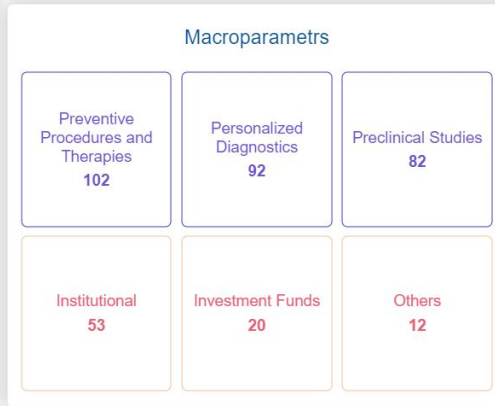 Macroparametrs
Preventive
Procedures and
Therapies
102
Personalized
Diagnostics
92
Preclinical Studies
82
Institutional
53
Investment Funds
20
Others
12